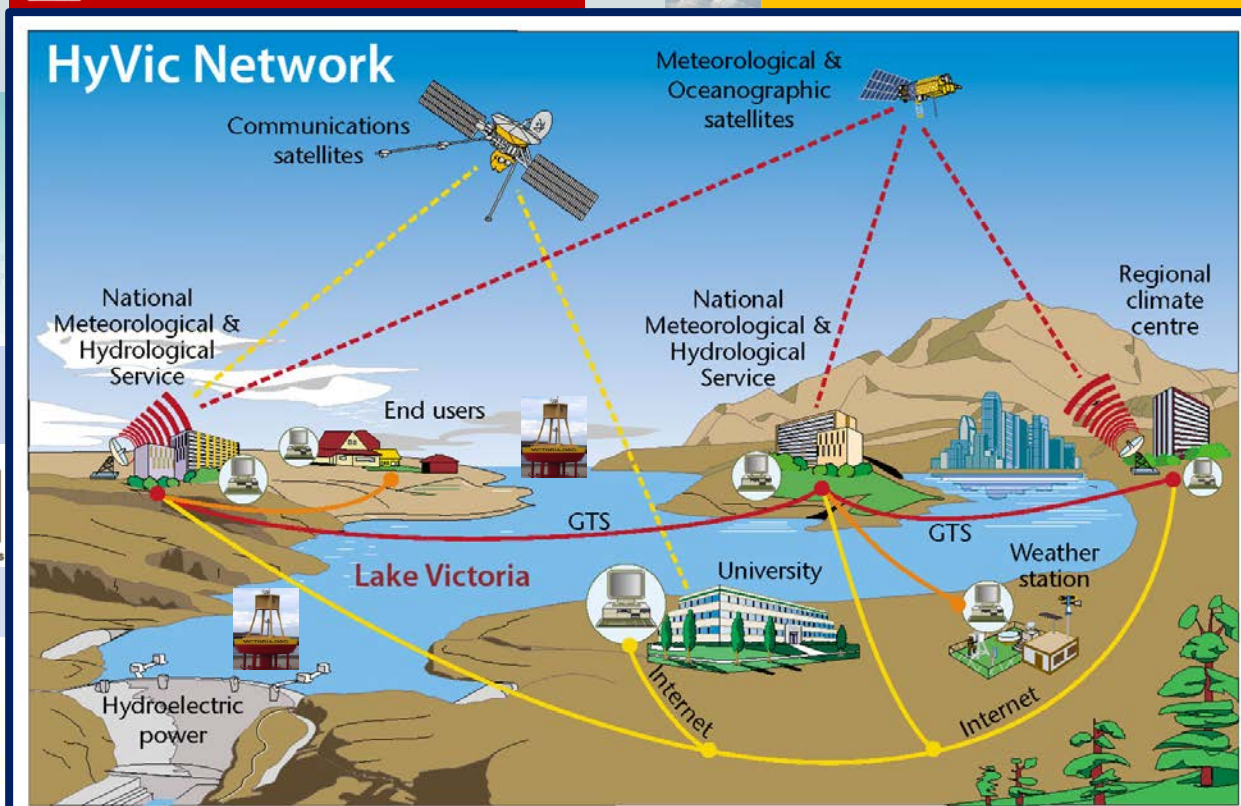 HyVic Network
Communications
satellites
Meteorological &
Oceanographic
satellites
National
Meteorological &
Hydrological
Service
End users
National
Meteorological &
Hydrological
Service
Regional
climate
centre
GTS
GTS
Lake Victoria
University
Weather
station
Hydroelectric
power
Internet
Internet